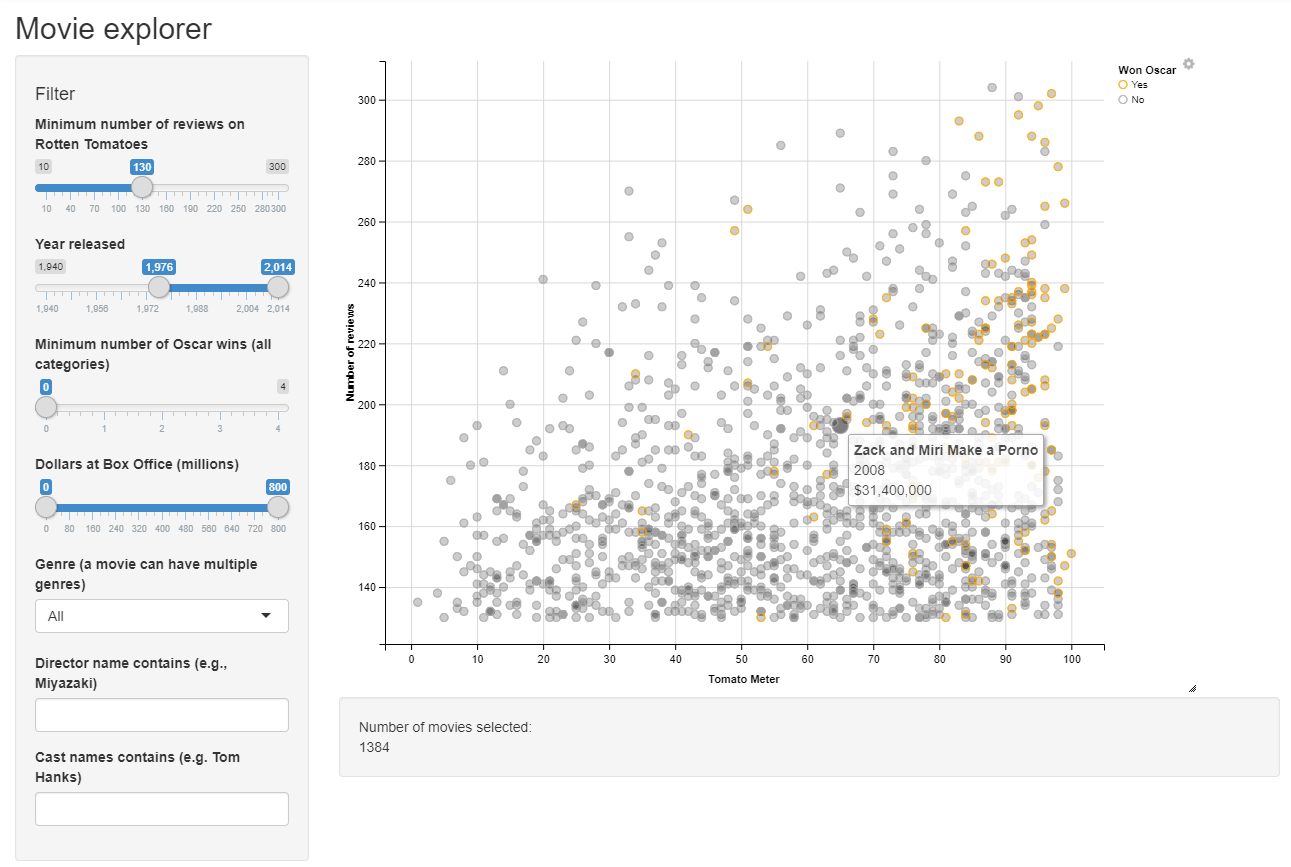 Movie explorer
Filter
Minimum number of reviews on
Rotten Tomatoes
10 130 300
10 40 70 100 130 160 190 220 250 280 300
Year released
1,940 1,976 2,014
1,940 1,956 1,972 1,988 2,004 2,014
Minimum number of Oscar wins (all
categories)
0 4
0 1 2 3 4
Dollars at Box Office (millions)
0 800
0 80 160 240 320 400 480 560 640 720 800
Genre (a movie can have multiple
genres)
All
Director name contains (e.g.,
Miyazaki)
Cast names contains (e.g. Tom
Hanks)
Number of reviews
300
280
260
240
220
200
180
160
140
0 10 20 30 40 50 60 70 80 90 100
Tomato Meter
Won Oscar
Yes
No
Zack and Miri Make a Porno
2008
$31,400,000
Number of movies selected:
1384